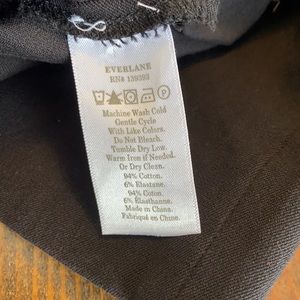 EVERLANE
RN# 139393
Machine Wash Cold
Gentle Cycle
With Like Colors.
Do Not Bleach.
Tumble Dry Low.
Warm Iron if Needed.
Or Dry Clean.
94% Cotton.
6% Elastane.
94% Coton.
6% Élasthanne.
Made in China.
Fabriqué en Chine.